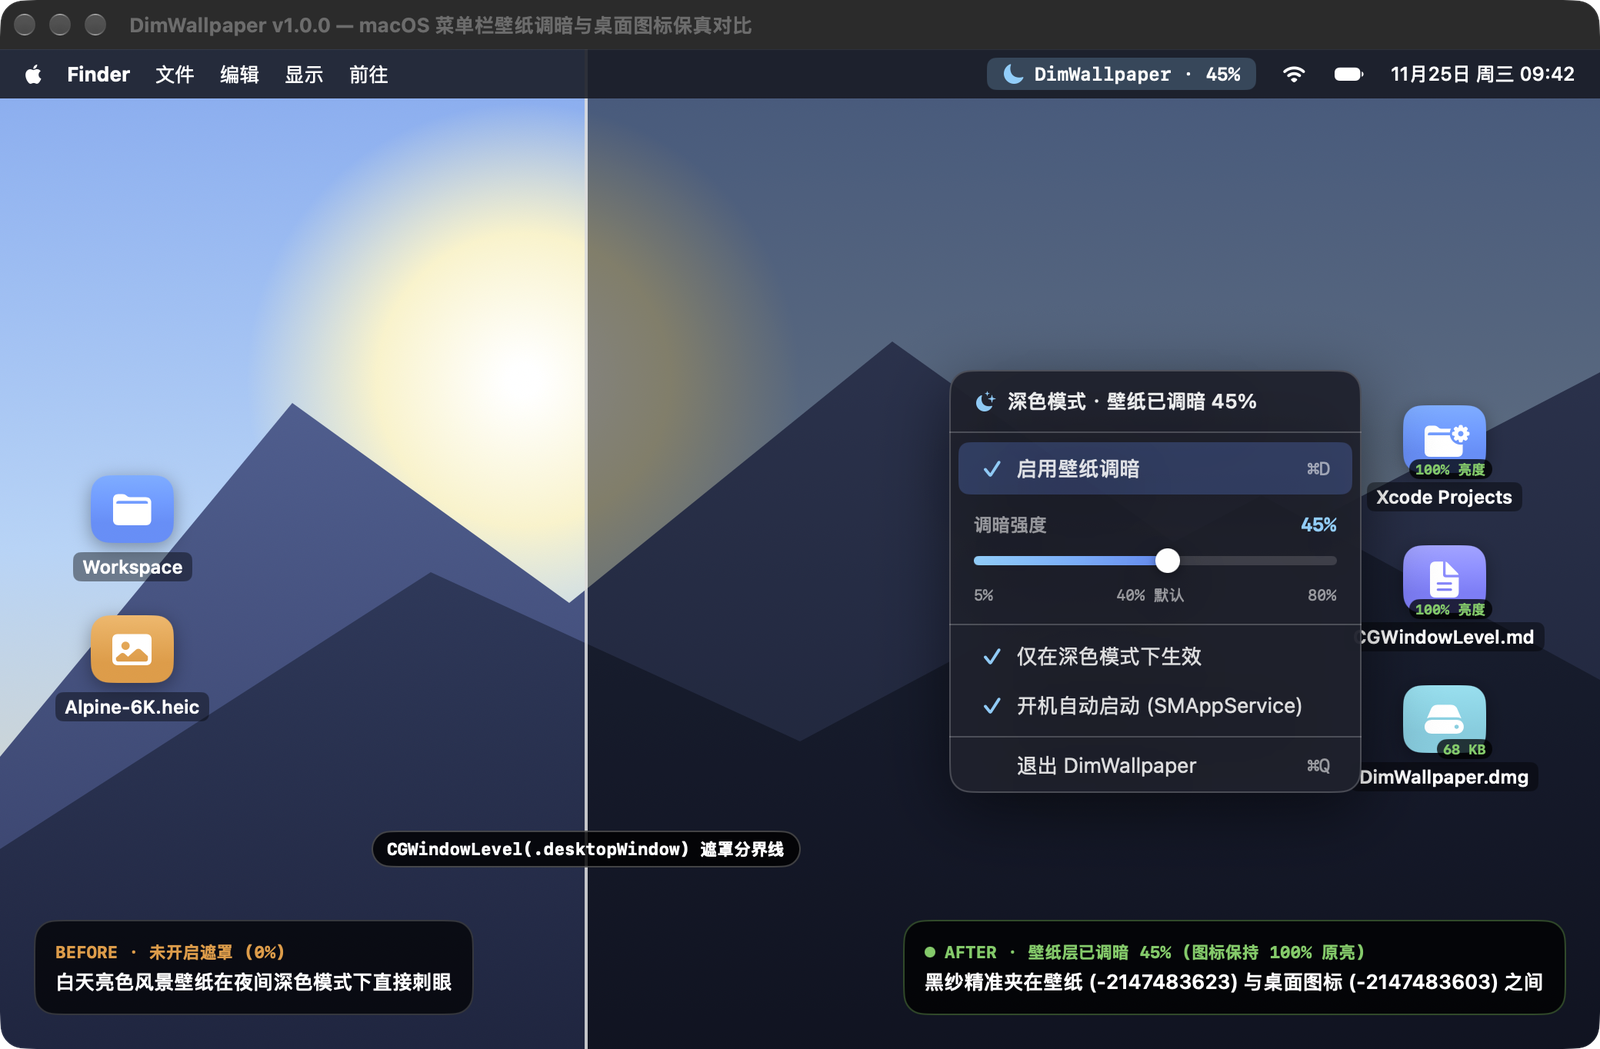 DimWallpaper v1.0.0 — macOS 菜单栏壁纸调暗与桌面图标保真对比
Finder 文件 编辑 显示 前往
DimWallpaper · 45% 11月25日 周三 09:42
深色模式 · 壁纸已调暗 45%
启用壁纸调暗 ⌘D
调暗强度 45%
5% 40% 默认 80%
仅在深色模式下生效
开机自动启动 (SMAppService)
退出 DimWallpaper ⌘Q
100% 亮度
Xcode Projects
100% 亮度
CGWindowLevel.md
68 KB
DimWallpaper.dmg
Workspace
Alpine-6K.heic
CGWindowLevel(.desktopWindow) 遮罩分界线
BEFORE · 未开启遮罩 (0%)
白天亮色风景壁纸在夜间深色模式下直接刺眼
AFTER · 壁纸层已调暗 45% (图标保持 100% 原亮)
黑纱精准夹在壁纸 (-2147483623) 与桌面图标 (-2147483603) 之间